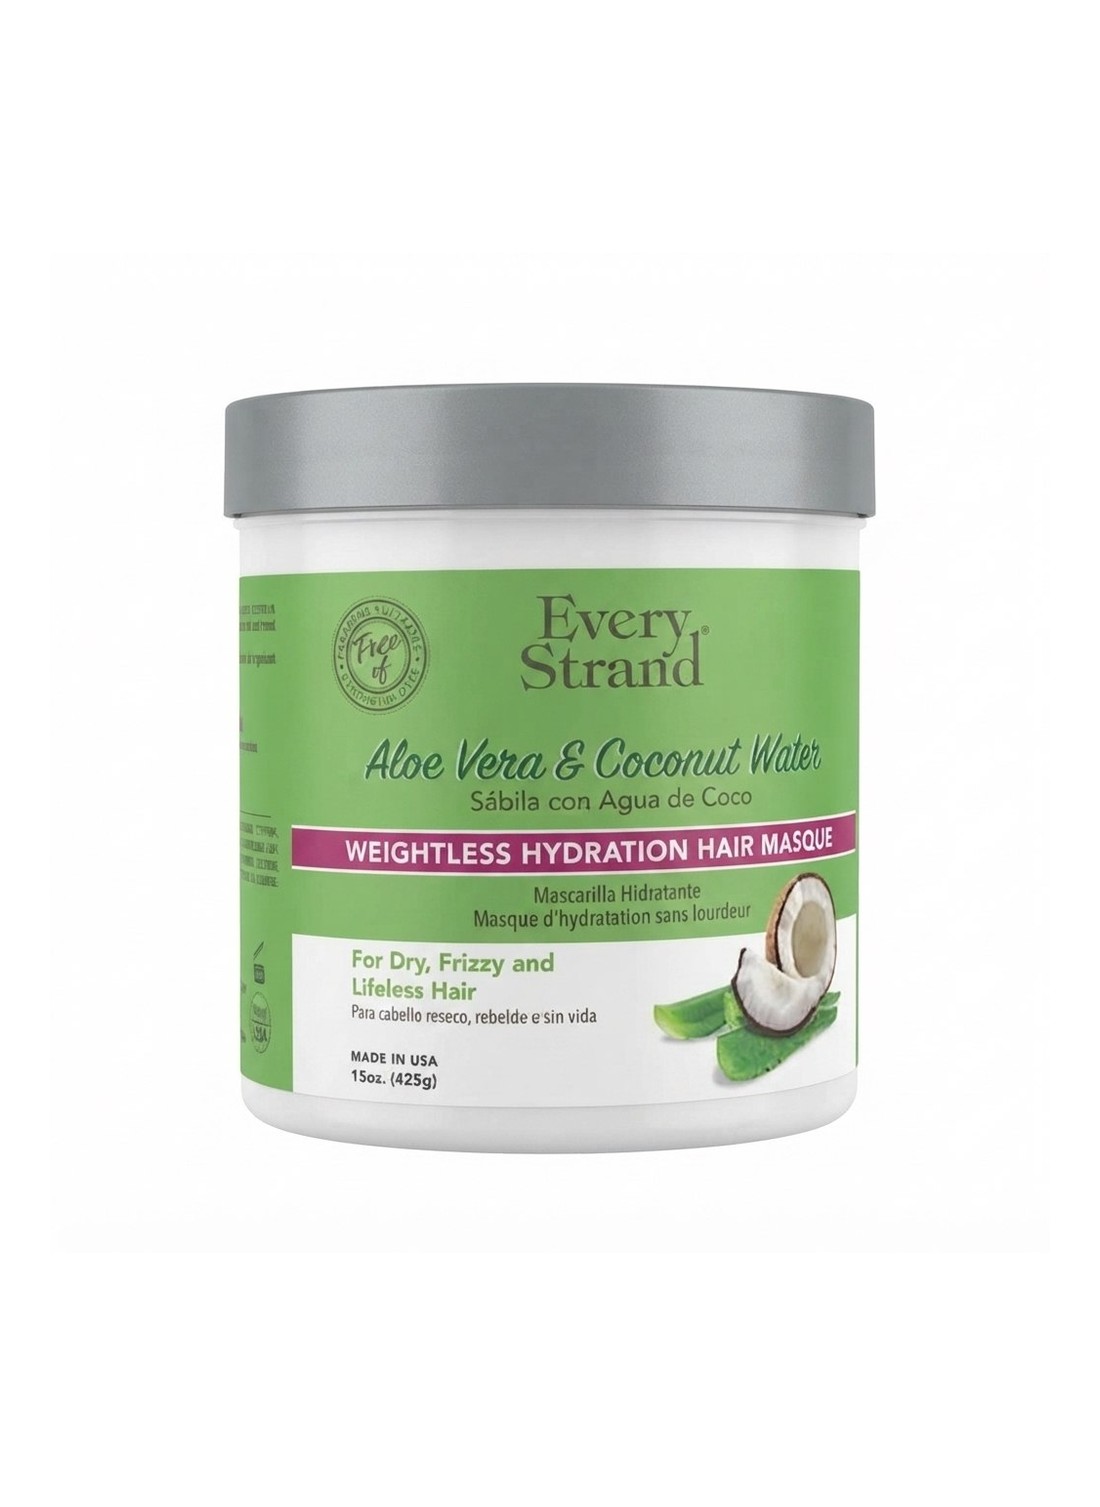 Free
of
Every
Strand®
Aloe Vera & Coconut Water
Sábila con Agua de Coco
WEIGHTLESS HYDRATION HAIR MASQUE
Mascarilla Hidratante
Masque d'hydratation sans lourdeur
For Dry, Frizzy and
Lifeless Hair
Para cabello reseco, rebelde e sin vida
MADE IN USA
15oz. (425g)